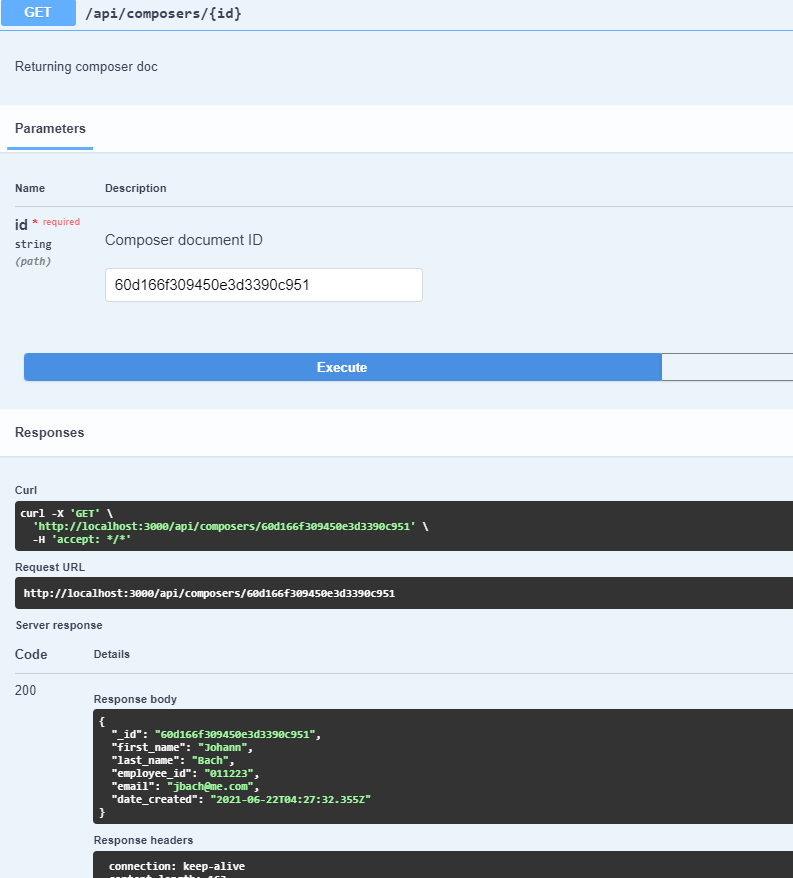 GET /api/composers/{id}
Returning composer doc
Parameters
Name Description
id * required
string
(path)
Composer document ID
60d166f309450e3d3390c951
Execute
Responses
Curl
curl -X 'GET' \
'http://localhost:3000/api/composers/60d166f309450e3d3390c951' \
-H 'accept: */*'
Request URL
http://localhost:3000/api/composers/60d166f309450e3d3390c951
Server response
Code Details
200
Response body
{
"_id": "60d166f309450e3d3390c951",
"first_name": "Johann",
"last_name": "Bach",
"employee_id": "011223",
"email": "jbach@me.com",
"date_created": "2021-06-22T04:27:32.355Z"
}
Response headers
connection: keep-alive